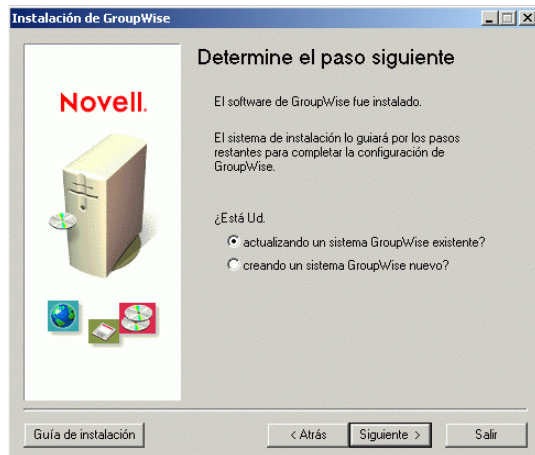 Instalación de GroupWise
Novell.
Determine el paso siguiente
El software de GroupWise fue instalado.
El sistema de instalación lo guiará por los pasos
restantes para completar la configuración de
GroupWise.
¿Está Ud.
actualizando un sistema GroupWise existente?
creando un sistema GroupWise nuevo?
Guía de instalación
< Atrás
Siguiente >
Salir